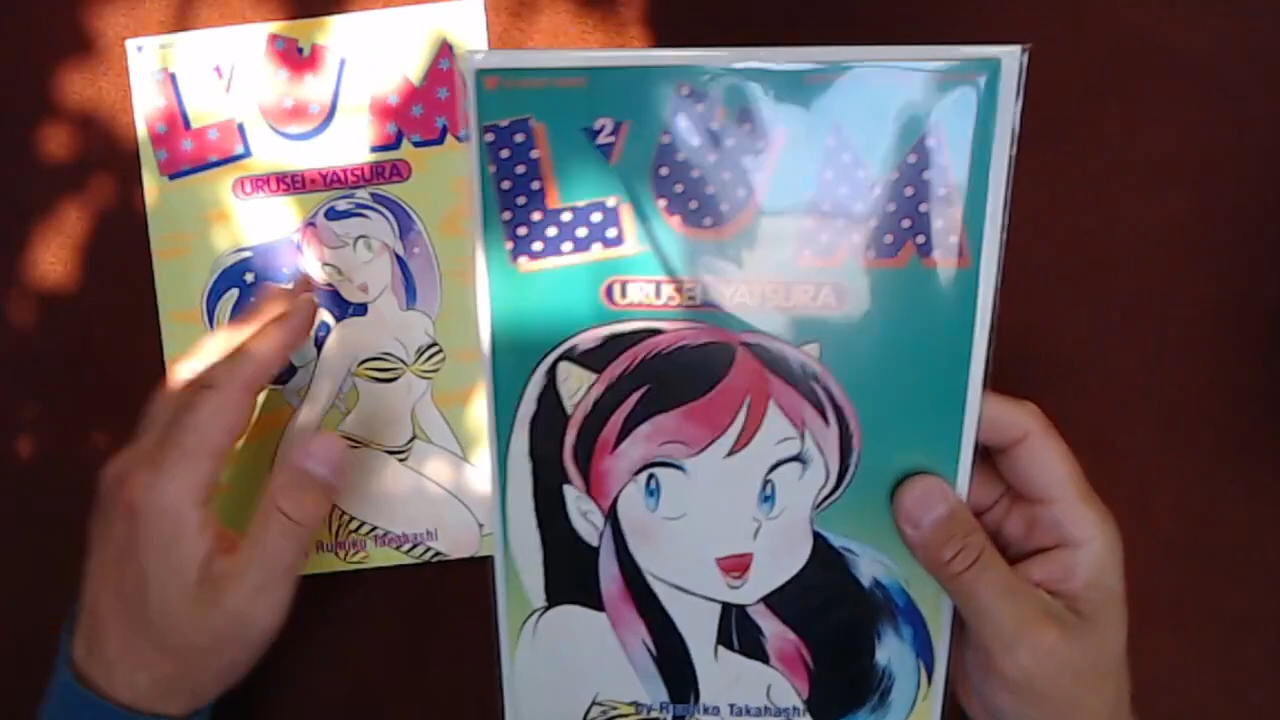 LUM
1
URUSEI·YATSURA
Rumiko Takahashi
LUM
2
URUSEI·YATSURA
by Rumiko Takahashi